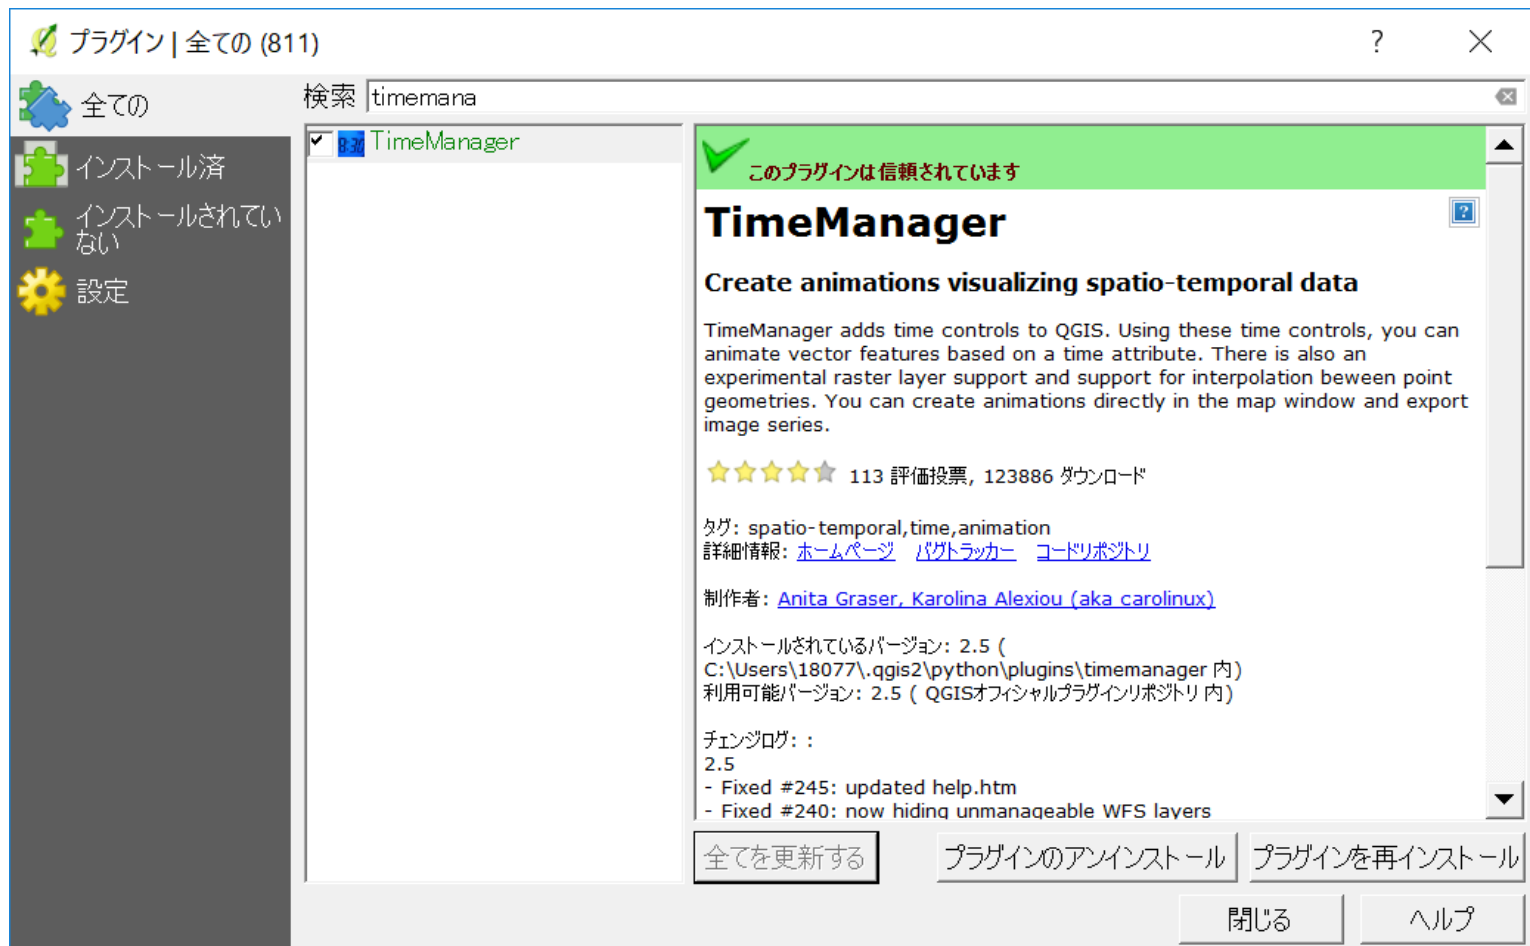 プラグイン | 全ての (811)
?
全ての
検索 timemana
インストール済
インストールされてい
ない
設定
8:30 TimeManager
このプラグインは信頼されています
TimeManager
?
Create animations visualizing spatio-temporal data
TimeManager adds time controls to QGIS. Using these time controls, you can
animate vector features based on a time attribute. There is also an
experimental raster layer support and support for interpolation beween point
geometries. You can create animations directly in the map window and export
image series.
113 評価投票, 123886 ダウンロード
タグ: spatio-temporal,time,animation
詳細情報: ホームページ バグトラッカー コードリポジトリ
制作者: Anita Graser, Karolina Alexiou (aka carolinux)
インストールされているバージョン: 2.5 (
C:\Users\18077\.qgis2\python\plugins\timemanager 内)
利用可能バージョン: 2.5 ( QGISオフィシャルプラグインリポジトリ 内)
チェンジログ: :
2.5
- Fixed #245: updated help.htm
- Fixed #240: now hiding unmanageable WFS layers
全てを更新する プラグインのアンインストール プラグインを再インストール
閉じる ヘルプ